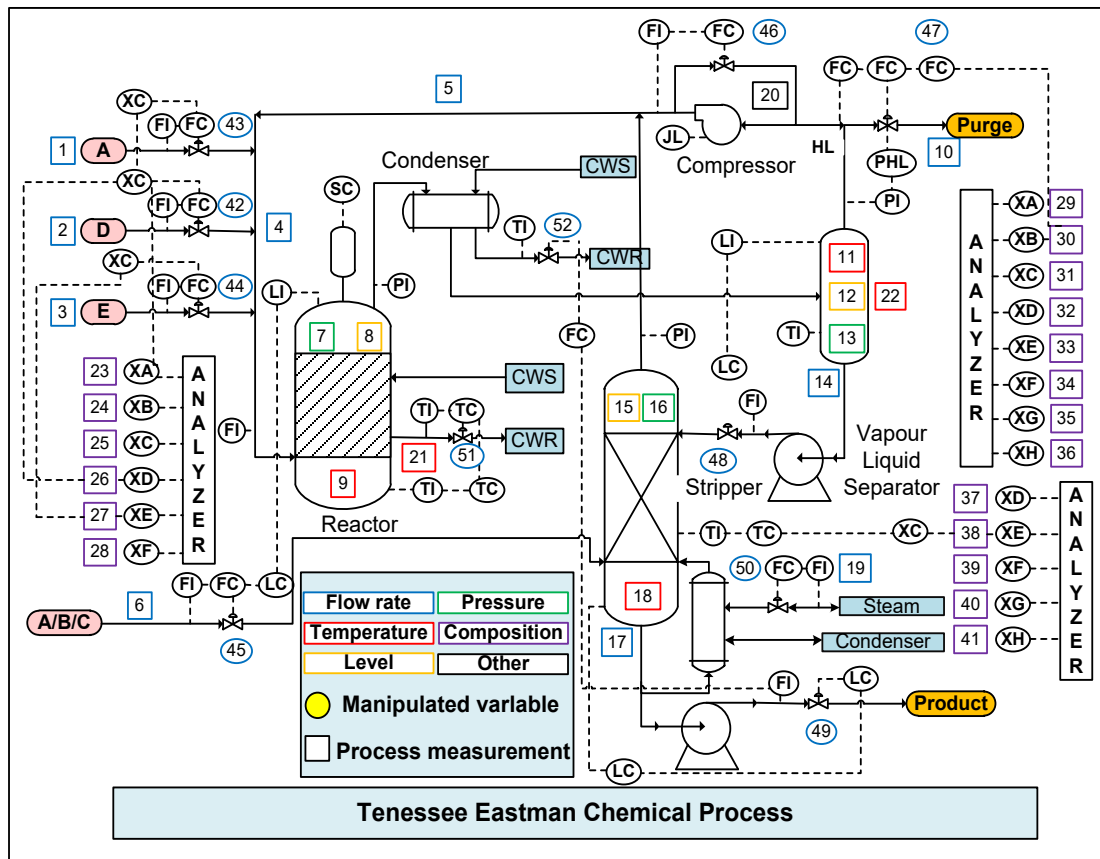 FI FC 46 47
FC FC FC
XC 5 20
FI FC 43
1 A JL Purge
HL
Condenser Compressor 10
PHL
XC SC CWS
FI FC 42 PI
2 D 4 TI 52 XA 29
LI
XC CWR 11 XB 30
FI FC 44 LI PI 12 22 XC 31
3 E 7 8 FC PI TI 13 XD 32
ANALYZER
XE 33
23 XA LC 14 XF 34
24 XB CWS 15 16 FI XG 35
25 XC FI TI TC XH 36
CWR
26 XD 21 51 48 Vapour
27 XE 9 TI TC Stripper Liquid
Separator
28 XF Reactor
ANALYZER
37 XD
TI TC XC 38 XE
FI FC LC 50 FC FI 19 39 XF
6 18 Steam 40 XG
A/B/C 17 Condenser 41 XH
ANALYZER
45
Flow rate Pressure
Temperature Composition
Level Other
Manipulated variable
Process measurement
FI LC
Product
49
LC
Tenessee Eastman Chemical Process